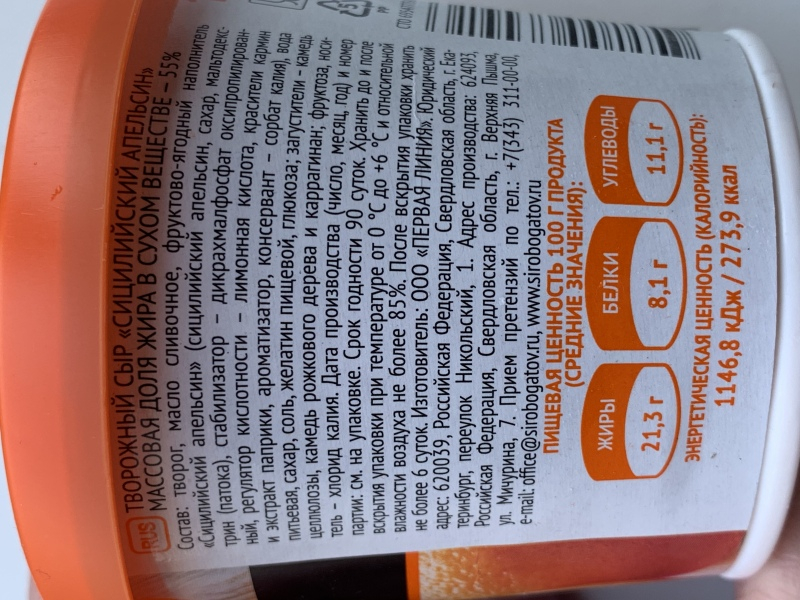 RUS
ТВОРОЖНЫЙ СЫР «СИЦИЛИЙСКИЙ АПЕЛЬСИН»
МАССОВАЯ ДОЛЯ ЖИРА В СУХОМ ВЕЩЕСТВЕ – 55%
Состав: творог, масло сливочное, фруктово-ягодный наполнитель
«Сицилийский апельсин» (сицилийский апельсин, сахар, мальтодекс-
трин (патока), стабилизатор – дикрахмалфосфат оксипропилирован-
ный, регулятор кислотности – лимонная кислота, красители кармин
и экстракт паприки, ароматизатор, консервант – сорбат калия), вода
питьевая, сахар, соль, желатин пищевой, глюкоза; загустители – камедь
целлюлозы, камедь рожкового дерева и каррагинан; фруктоза, носи-
тель – хлорид калия. Дата производства (число, месяц, год) и номер
партии: см. на упаковке. Срок годности 90 суток. Хранить до и после
вскрытия упаковки при температуре от 0 °С до +6 °С и относительной
влажности воздуха не более 85%. После вскрытия упаковки хранить
не более 6 суток. Изготовитель: ООО «ПЕРВАЯ ЛИНИЯ». Юридический
адрес: 620039, Российская Федерация, Свердловская область, г. Ека-
теринбург, переулок Никольский, 1. Адрес производства: 624093,
Российская Федерация, Свердловская область, г. Верхняя Пышма,
ул. Мичурина, 7. Прием претензий по тел.: +7(343) 311-00-00,
e-mail: office@sirobogatov.ru, www.sirobogatov.ru
ПИЩЕВАЯ ЦЕННОСТЬ 100 Г ПРОДУКТА
(СРЕДНИЕ ЗНАЧЕНИЯ):
ЖИРЫ БЕЛКИ УГЛЕВОДЫ
21,3 г 8,1 г 11,1 г
ЭНЕРГЕТИЧЕСКАЯ ЦЕННОСТЬ (КАЛОРИЙНОСТЬ):
1146,8 кДж / 273,9 ккал
5
PP